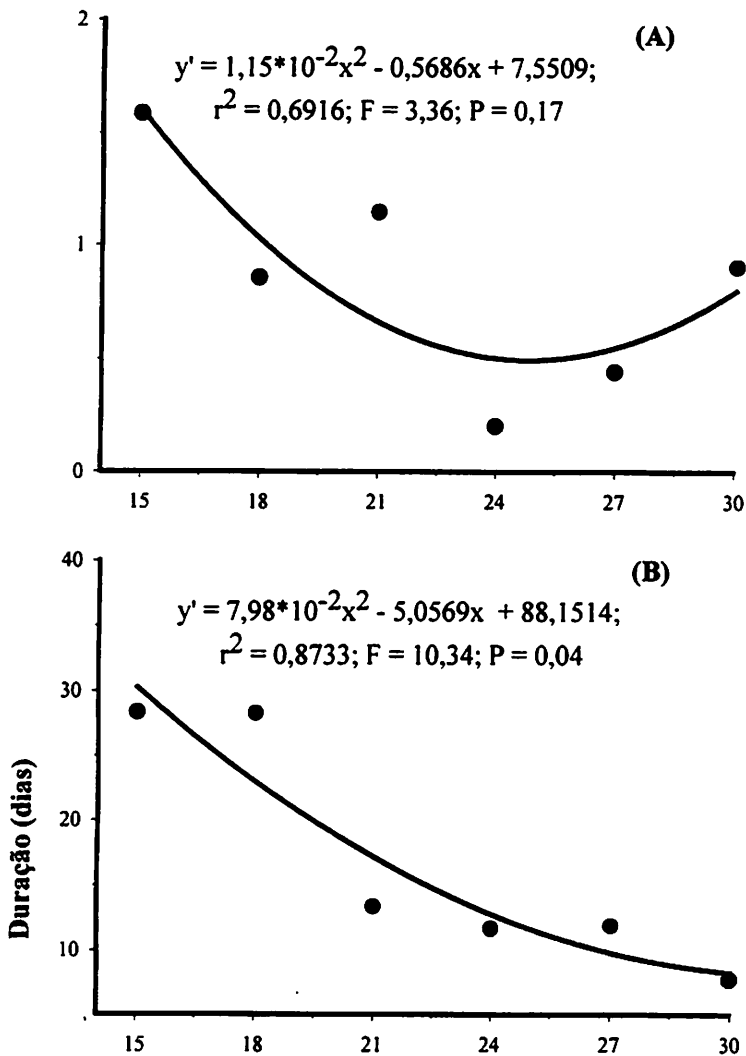 2
(A)
y' = 1,15*10⁻²x² - 0,5686x + 7,5509;
r² = 0,6916; F = 3,36; P = 0,17
1
0
15 18 21 24 27 30
40
(B)
y' = 7,98*10⁻²x² - 5,0569x + 88,1514;
r² = 0,8733; F = 10,34; P = 0,04
30
20
10
Duração (dias)
15 18 21 24 27 30